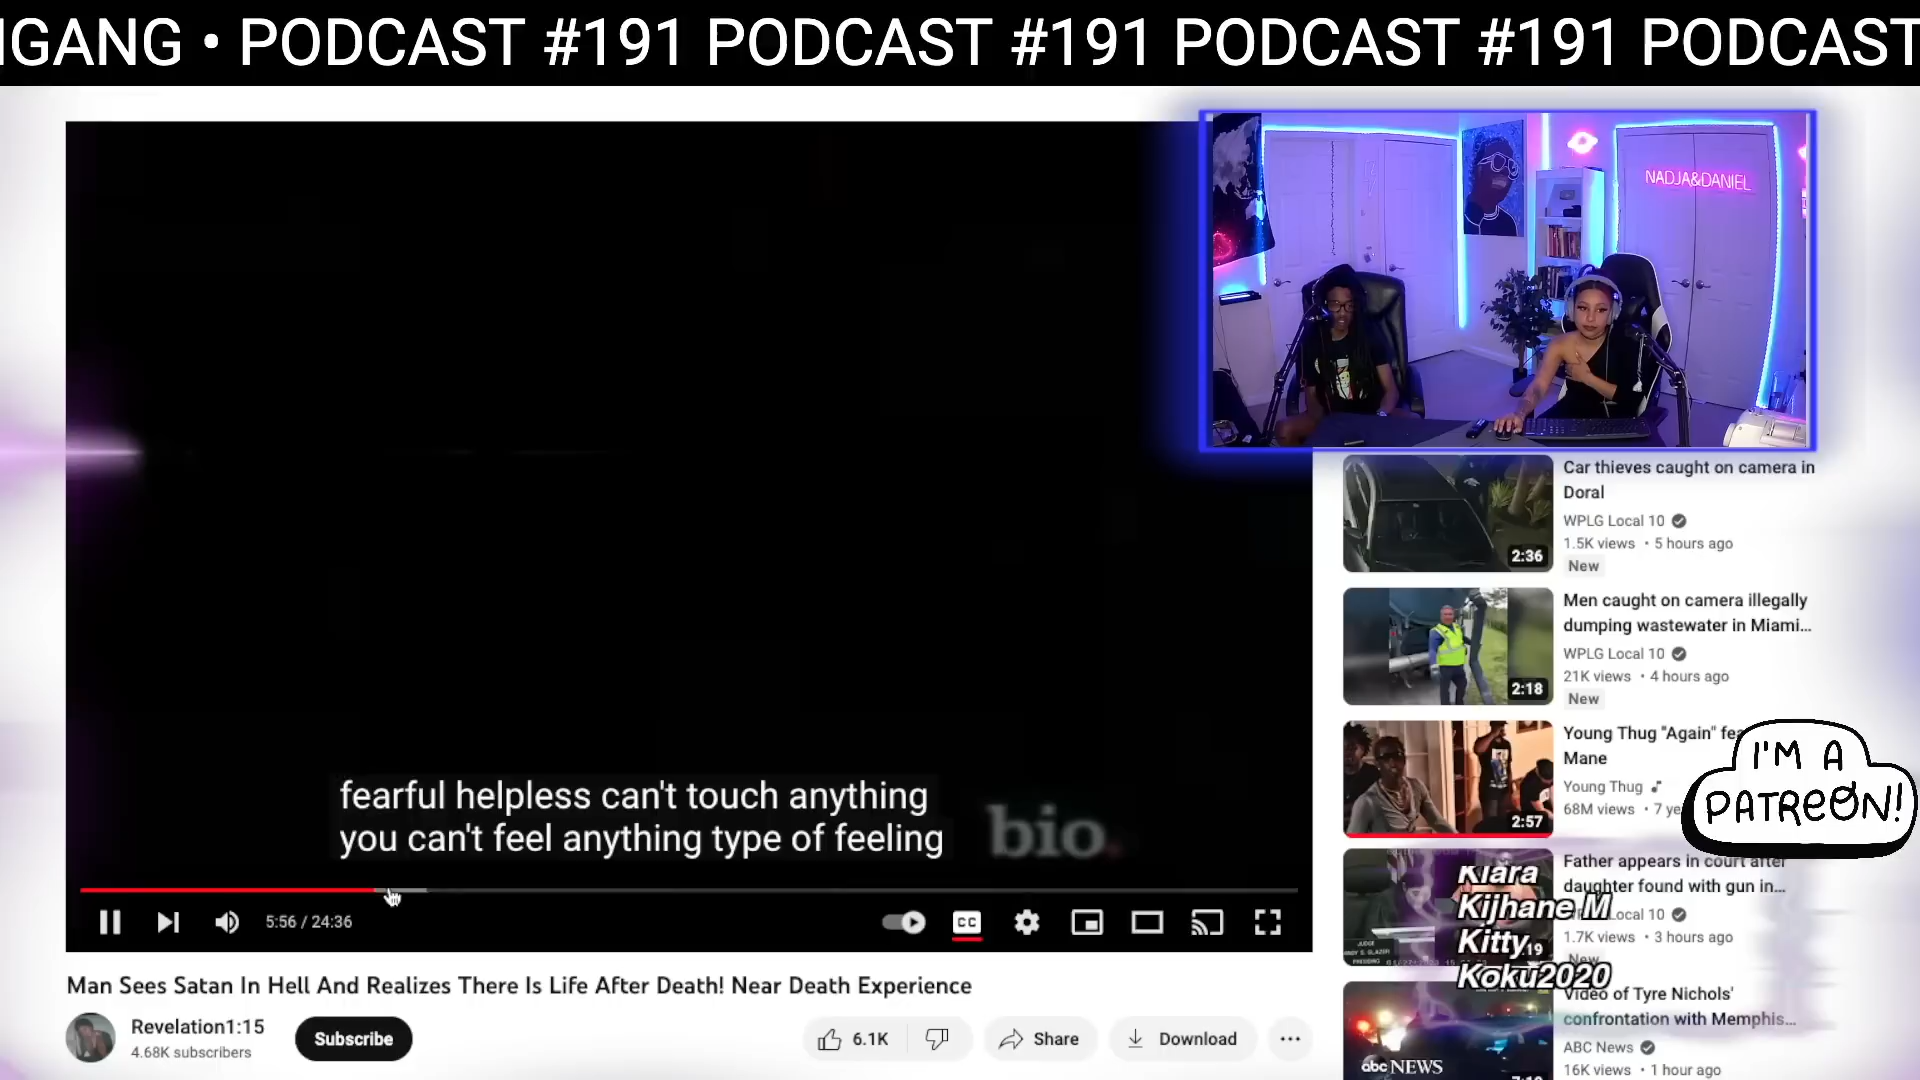 IGANG • PODCAST #191 PODCAST #191 PODCAST #191 PODCAST
NADJA&DANIEL
fearful helpless can't touch anything
you can't feel anything type of feeling
bio.
5:56 / 24:36
CC
Man Sees Satan In Hell And Realizes There Is Life After Death! Near Death Experience
Revelation1:15
4.68K subscribers
Subscribe
6.1K
Share
Download
Car thieves caught on camera in
Doral
WPLG Local 10
1.5K views • 5 hours ago
New
2:36
Men caught on camera illegally
dumping wastewater in Miami...
WPLG Local 10
21K views • 4 hours ago
New
2:18
Young Thug "Again" fea
Mane
Young Thug
68M views • 7 ye
2:57
I'M A
PATREON!
Father appears in court after
daughter found with gun in...
Local 10
1.7K views • 3 hours ago
New
Kiara
Kijhane M
Kitty
Koku2020
Video of Tyre Nichols'
confrontation with Memphis...
ABC News
16K views • 1 hour ago
abc NEWS